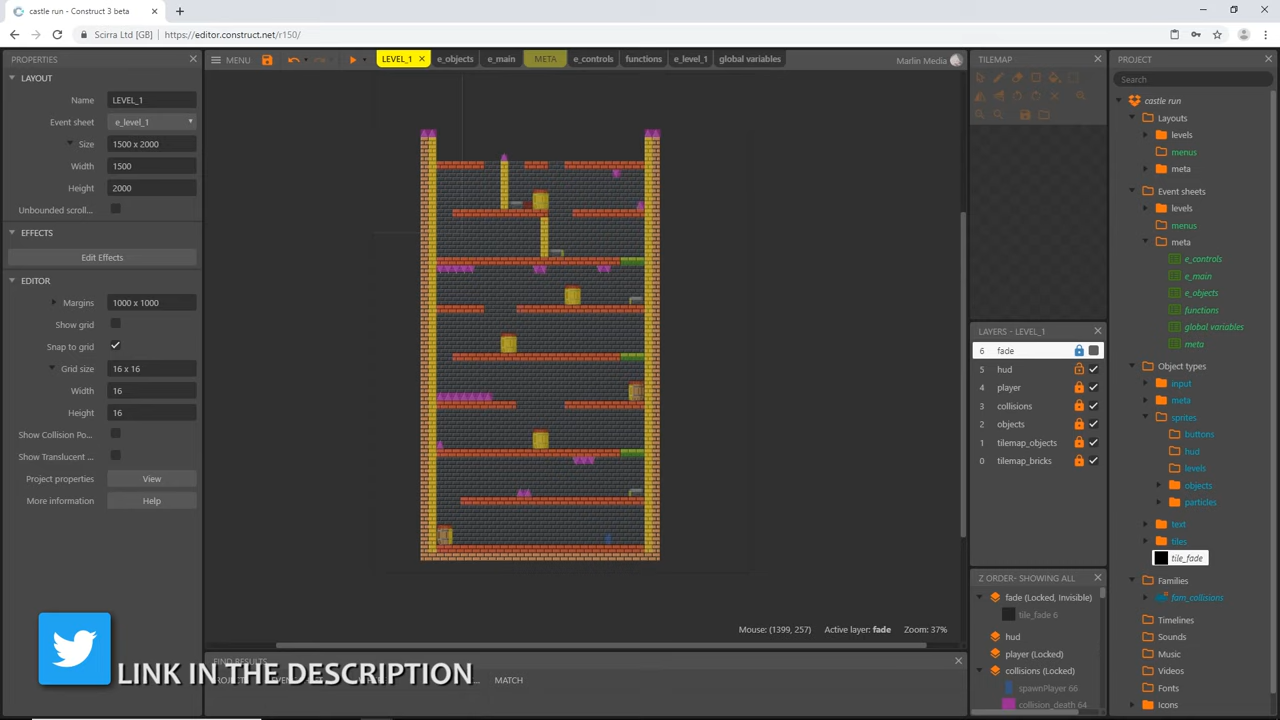 castle run - Construct 3 beta
Scirra Ltd [GB] | https://editor.construct.net/r150/
PROPERTIES
LAYOUT
Name LEVEL_1
Event sheet e_level_1
Size 1500 x 2000
Width 1500
Height 2000
Unbounded scroll...
EFFECTS
Edit Effects
EDITOR
Margins 1000 x 1000
Show grid
Snap to grid
Grid size 16 x 16
Width 16
Height 16
Show Collision Po...
Show Translucent ...
Project properties View
More information Help
MENU
LEVEL_1 e_objects e_main META e_controls functions e_level_1 global variables
Marlin Media
Mouse: (1399, 257) Active layer: fade Zoom: 37%
FIND RESULTS
MATCH
LINK IN THE DESCRIPTION
TILEMAP
LAYERS - LEVEL_1
6 fade
5 hud
4 player
3 collisions
2 objects
1 tilemap_objects
0 tilemap_bricks
Z ORDER- SHOWING ALL
fade (Locked, Invisible)
tile_fade 6
hud
player (Locked)
collisions (Locked)
spawnPlayer 66
collision_death 64
PROJECT
Search
castle run
Layouts
levels
menus
meta
Event sheets
levels
menus
meta
e_controls
e_main
e_objects
functions
global variables
meta
Object types
input
meta
sprites
buttons
hud
levels
objects
particles
text
tiles
tile_fade
Families
fam_collisions
Timelines
Sounds
Music
Videos
Fonts
Icons